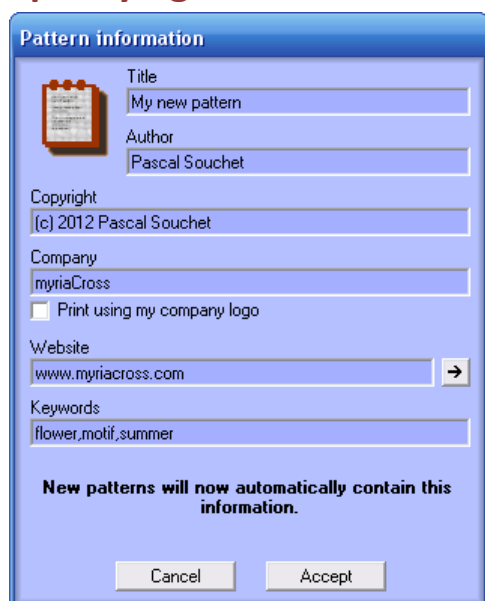 Pattern information
Title
My new pattern
Author
Pascal Souchet
Copyright
(c) 2012 Pascal Souchet
Company
myriaCross
Print using my company logo
Website
www.myriacross.com
Keywords
flower,motif,summer
New patterns will now automatically contain this
information.
Cancel Accept